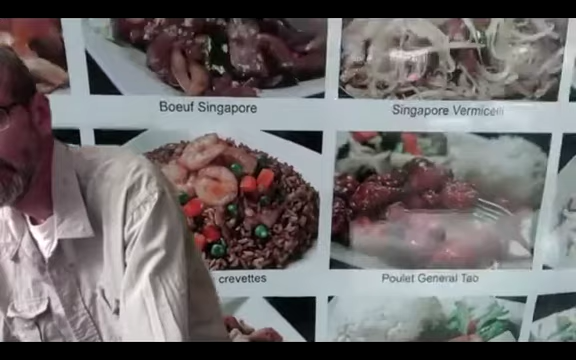 Boeuf Singapore
Singapore Vermicelli
crevettes
Poulet General Tao